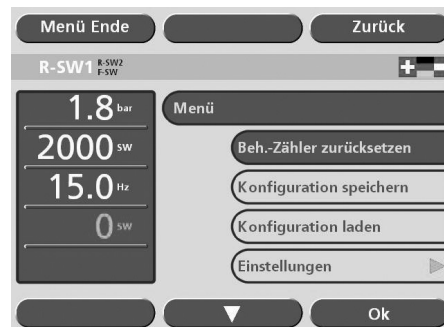 Menü Ende
Zurück
R-SW1 R-SW2
F-SW
1.8 bar
2000 SW
15.0 Hz
0 SW
Menü
Beh.-Zähler zurücksetzen
Konfiguration speichern
Konfiguration laden
Einstellungen
Ok